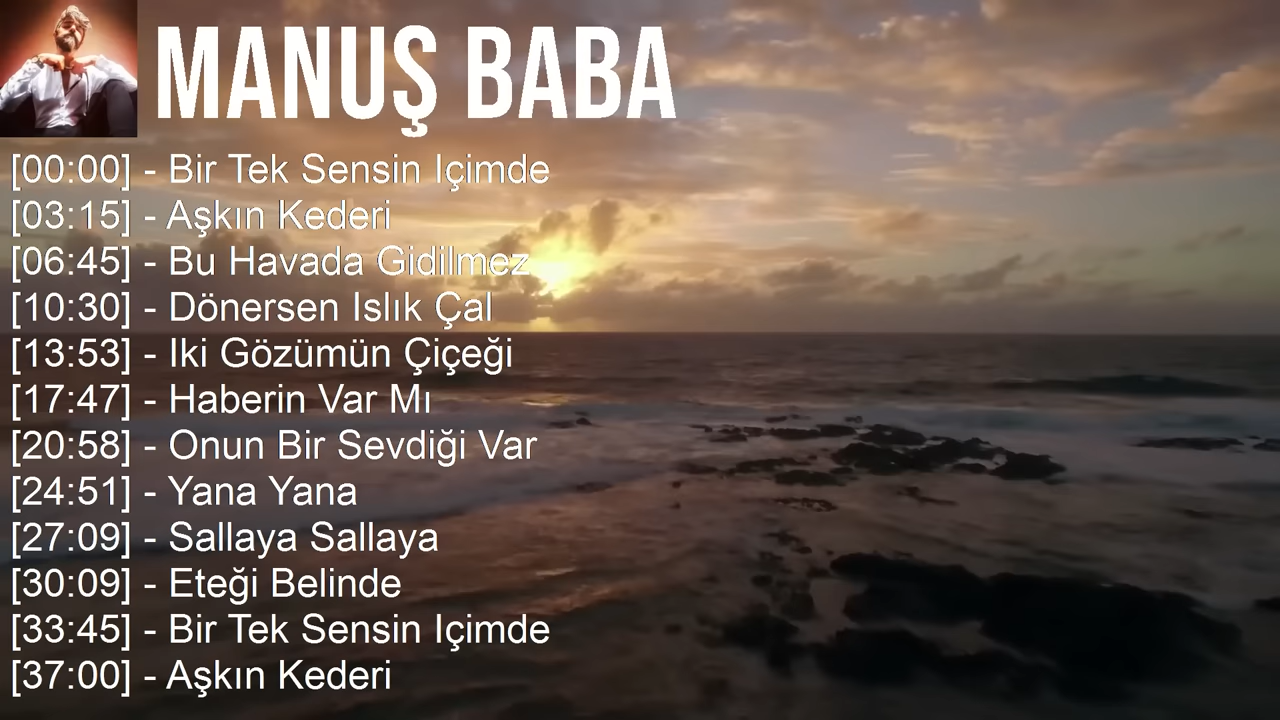 MANUŞ BABA
[00:00] - Bir Tek Sensin Içimde
[03:15] - Aşkın Kederi
[06:45] - Bu Havada Gidilmez
[10:30] - Dönersen Islık Çal
[13:53] - Iki Gözümün Çiçeği
[17:47] - Haberin Var Mı
[20:58] - Onun Bir Sevdiği Var
[24:51] - Yana Yana
[27:09] - Sallaya Sallaya
[30:09] - Eteği Belinde
[33:45] - Bir Tek Sensin Içimde
[37:00] - Aşkın Kederi